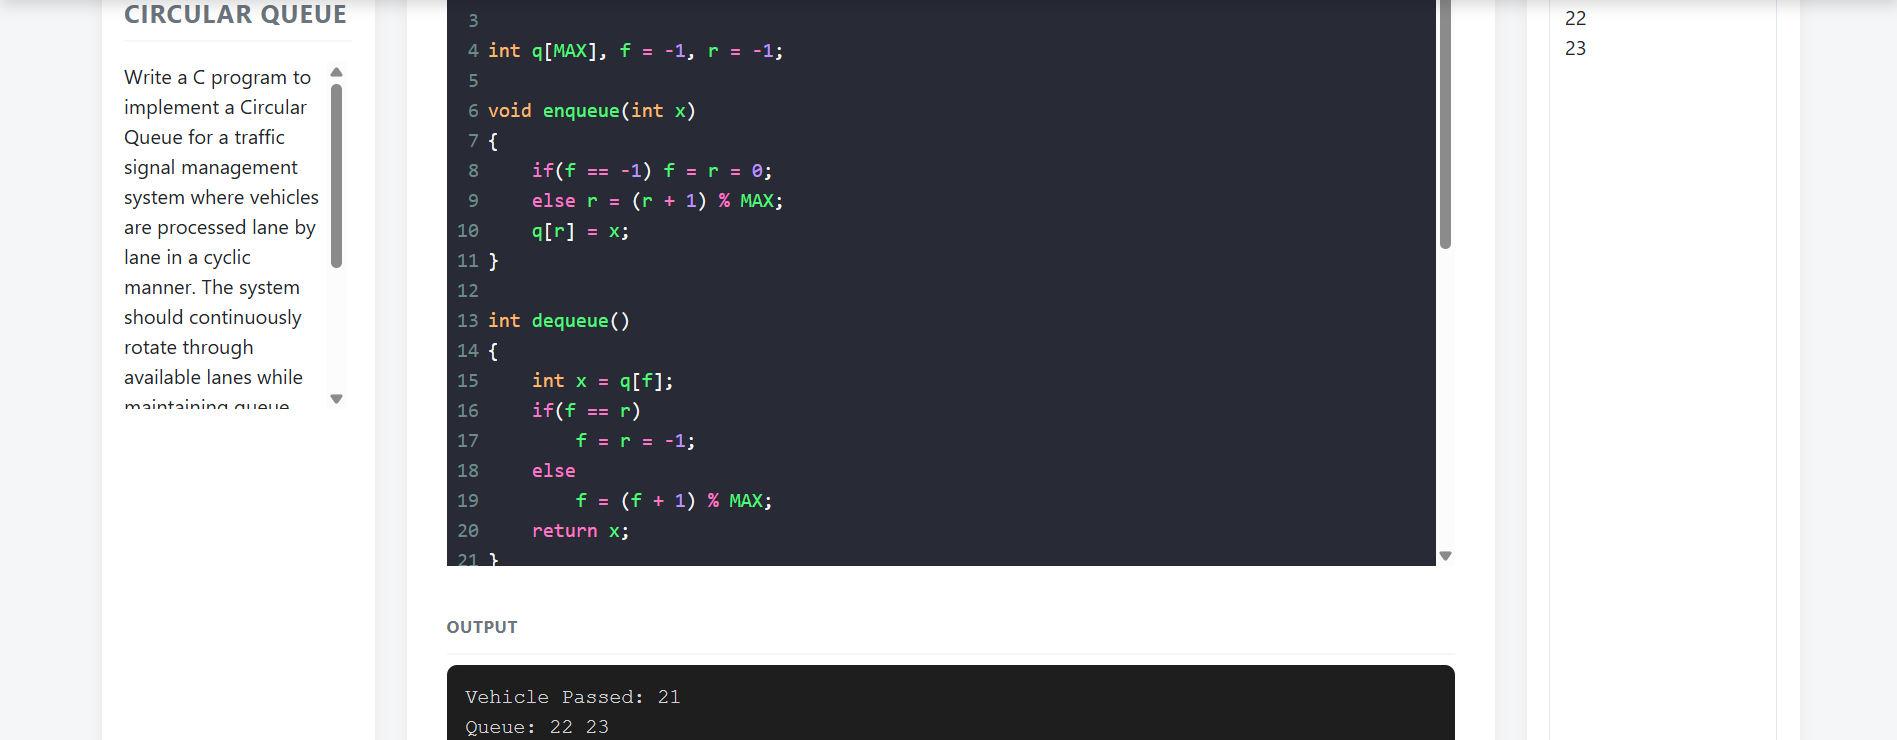 CIRCULAR QUEUE
Write a C program to
implement a Circular
Queue for a traffic
signal management
system where vehicles
are processed lane by
lane in a cyclic
manner. The system
should continuously
rotate through
available lanes while
maintaining queue
3
4 int q[MAX], f = -1, r = -1;
5
6 void enqueue(int x)
7 {
8     if(f == -1) f = r = 0;
9     else r = (r + 1) % MAX;
10     q[r] = x;
11 }
12
13 int dequeue()
14 {
15     int x = q[f];
16     if(f == r)
17         f = r = -1;
18     else
19         f = (f + 1) % MAX;
20     return x;
21 }
OUTPUT
Vehicle Passed: 21
Queue: 22 23
22
23